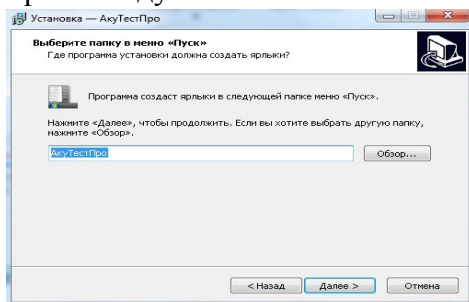 Установка — АкуТестПро
Выберите папку в меню «Пуск»
Где программа установки должна создать ярлыки?
Программа создаст ярлыки в следующей папке меню «Пуск».
Нажмите «Далее», чтобы продолжить. Если вы хотите выбрать другую папку,
нажмите «Обзор».
АкуТестПро
Обзор...
< Назад
Далее >
Отмена